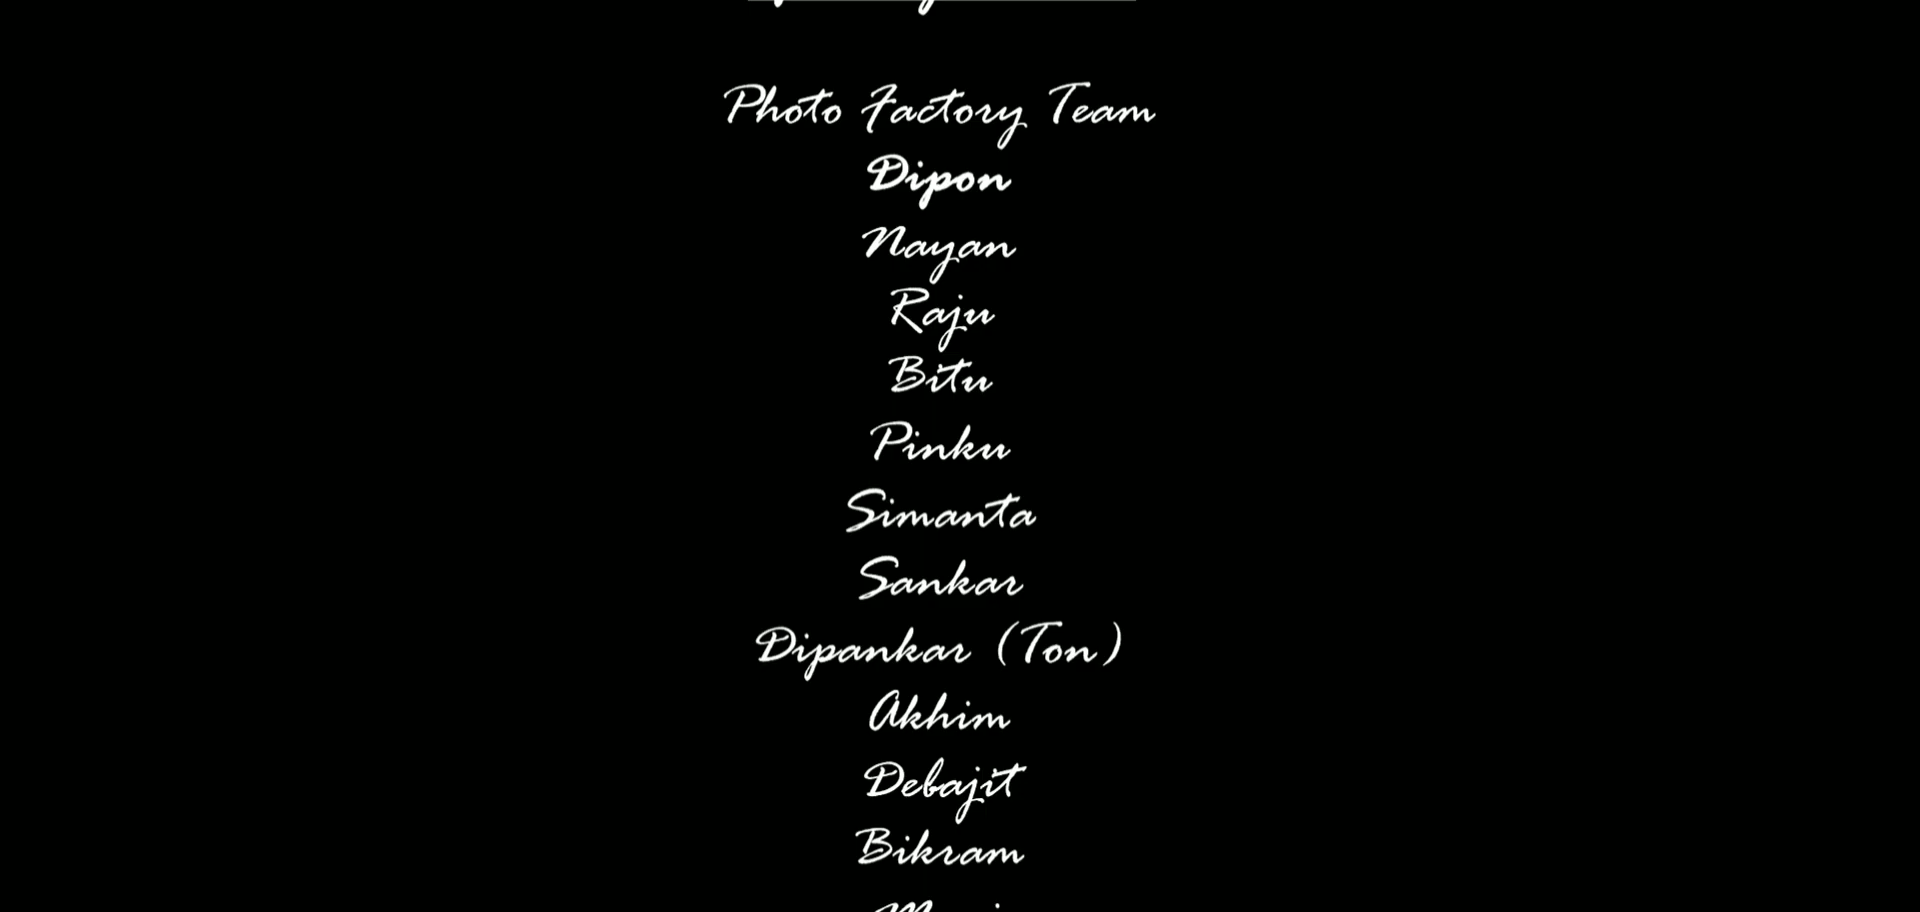 Photo Factory Team
Dipon
Nayan
Raju
Bitu
Pinku
Simanta
Sankar
Dipankar (Ton)
Akhim
Debajit
Bikram